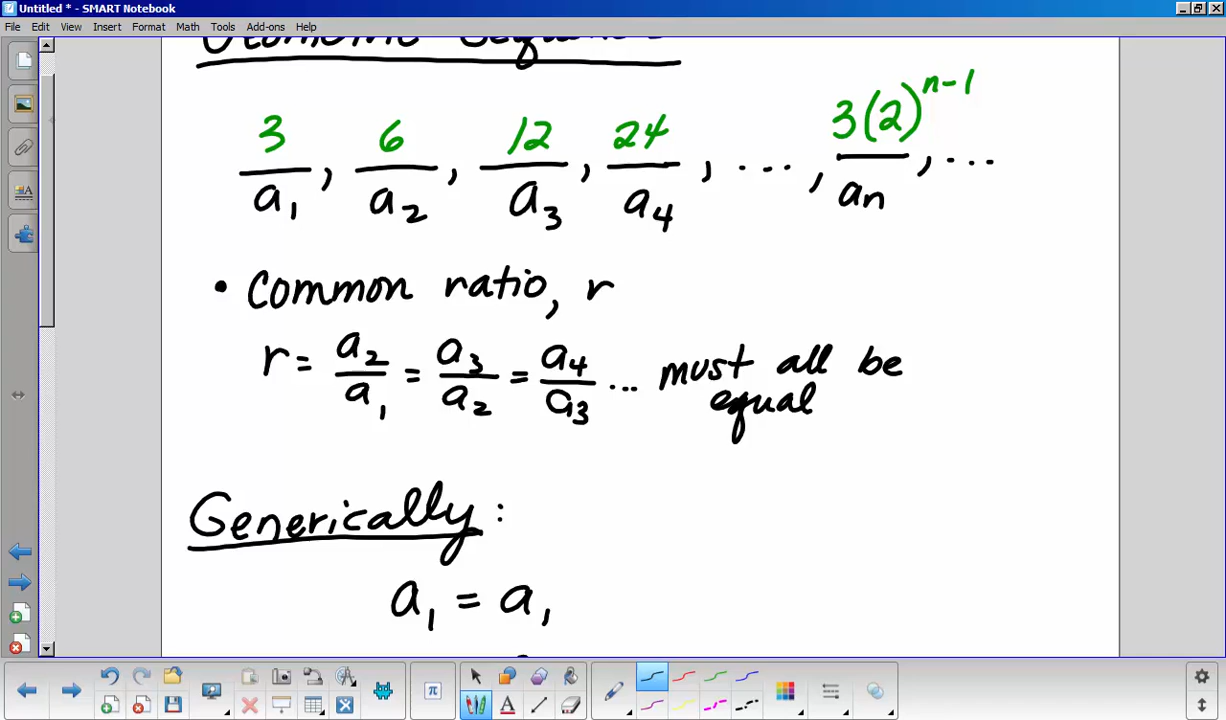 Untitled * - SMART Notebook
File Edit View Insert Format Tools Add-ons Help
Geometric Sequence
3 6 12 24 3(2)^{n-1}
a₁, a₂, a₃, a₄, ..., aₙ, ...
• Common ratio, r
r = a₂/a₁ = a₃/a₂ = a₄/a₃ ... must all be
equal
Generically:
a₁ = a₁